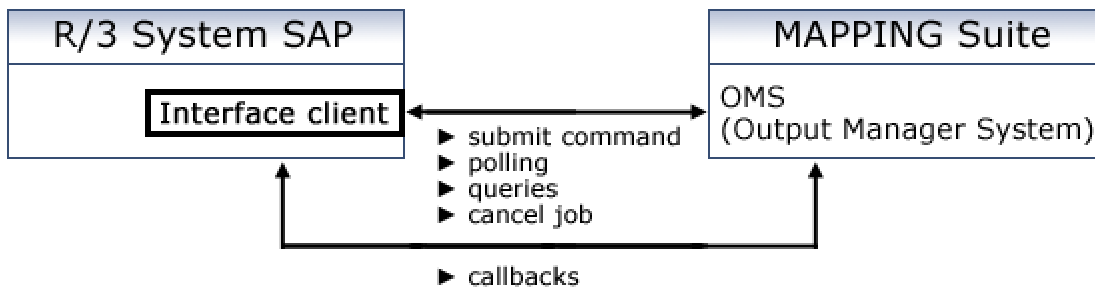 R/3 System SAP
MAPPING Suite
Interface client
OMS
(Output Manager System)
► submit command
► polling
► queries
► cancel job
► callbacks